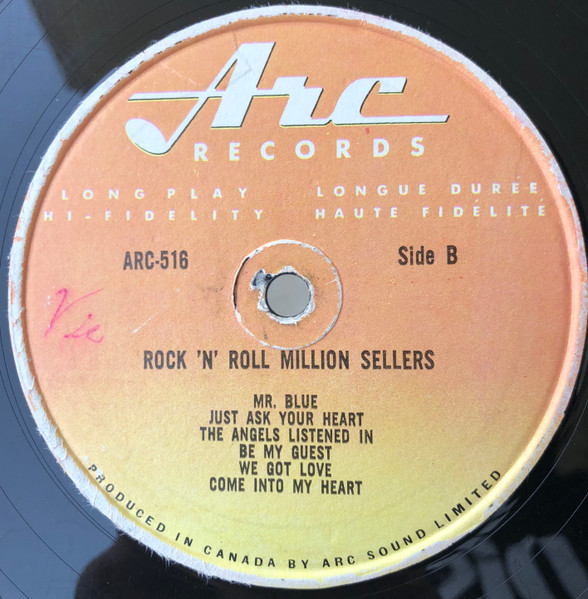 Arc
RECORDS
LONG PLAY LONGUE DURÉE
HI-FIDELITY HAUTE FIDÉLITÉ
ARC-516 Side B
Vic
ROCK 'N' ROLL MILLION SELLERS
MR. BLUE
JUST ASK YOUR HEART
THE ANGELS LISTENED IN
BE MY GUEST
WE GOT LOVE
COME INTO MY HEART
PRODUCED IN CANADA BY ARC SOUND LIMITED